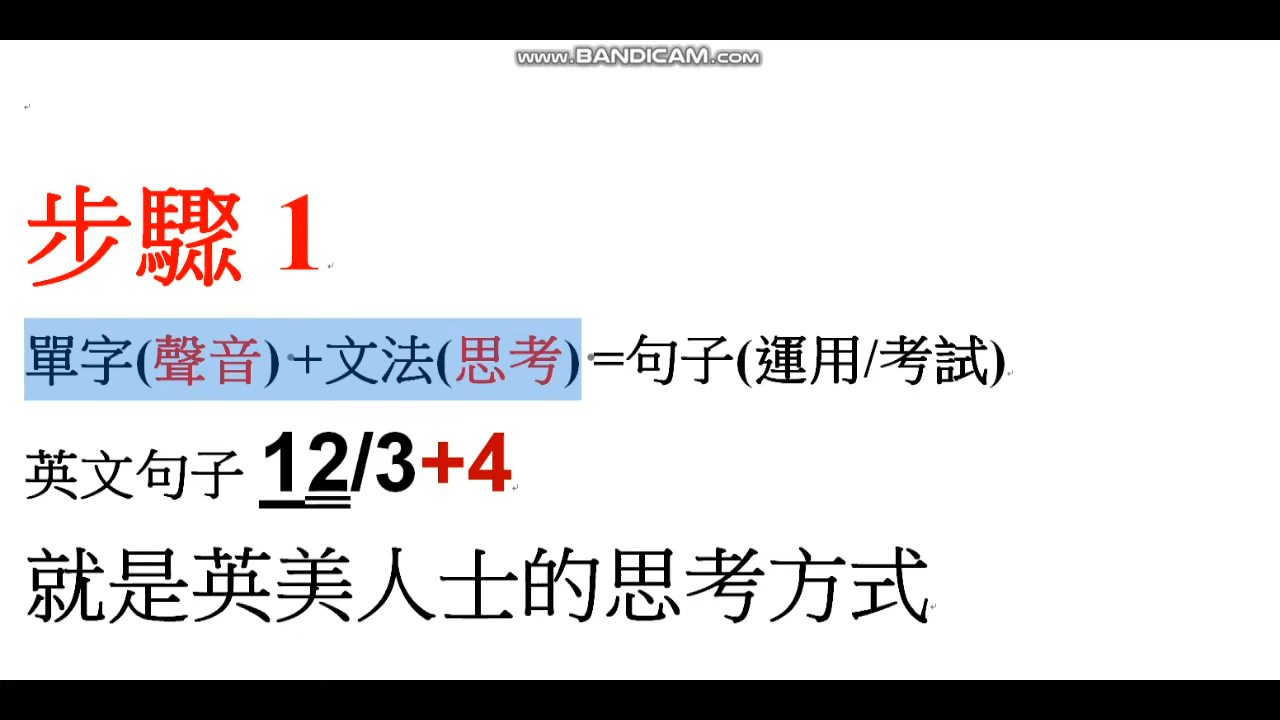 www.BANDICAM.com
步驟 1
單字(聲音) +文法(思考) =句子(運用/考試)
英文句子 12/3+4
就是英美人士的思考方式